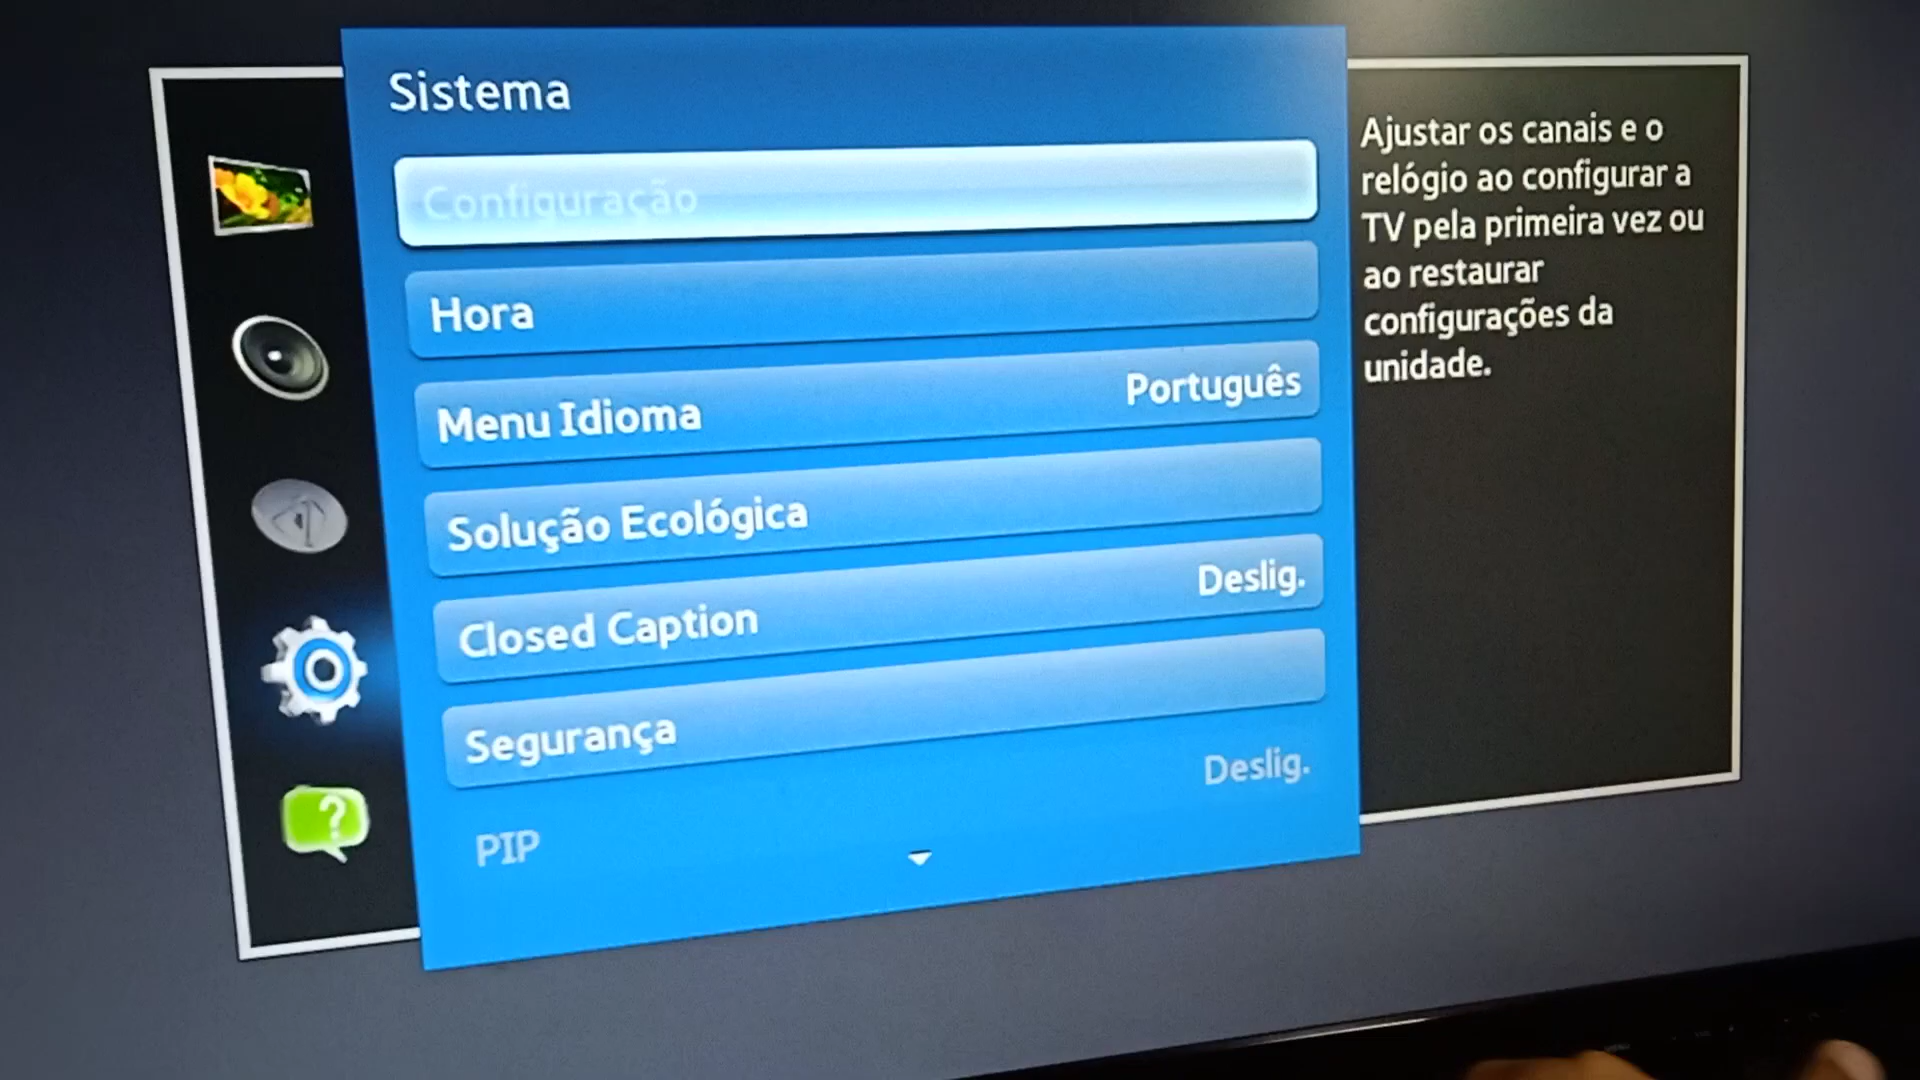 Sistema
Configuração
Hora
Menu Idioma Português
Solução Ecológica
Closed Caption Deslig.
Segurança
PIP Deslig.
Ajustar os canais e o
relógio ao configurar a
TV pela primeira vez ou
ao restaurar
configurações da
unidade.
?